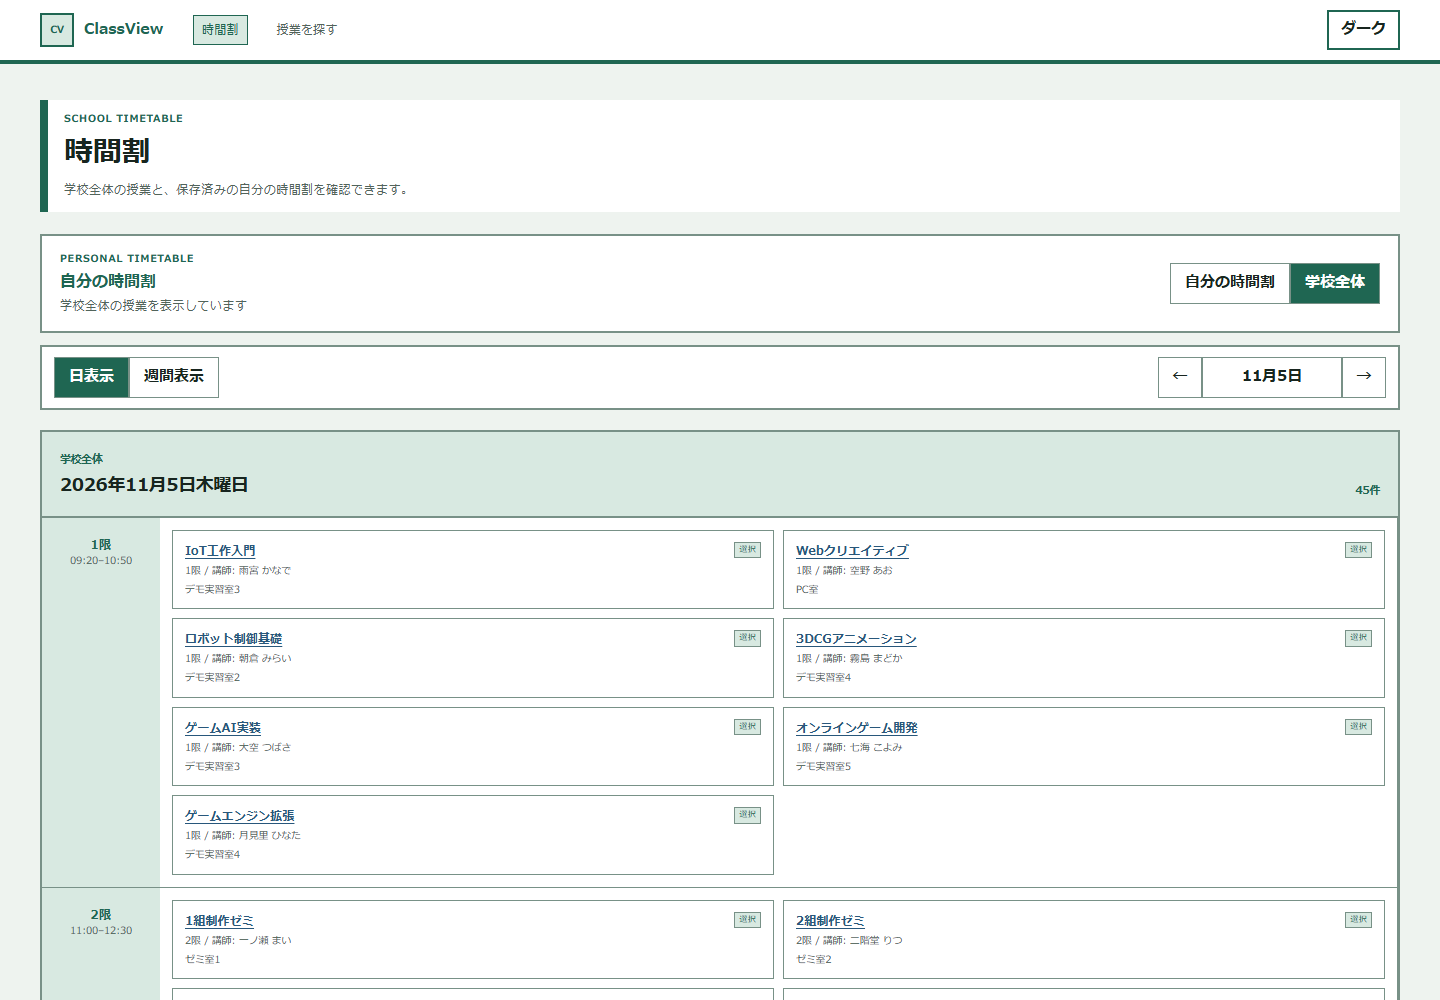 CV
ClassView
時間割
授業を探す
ダーク
SCHOOL TIMETABLE
時間割
学校全体の授業と、保存済みの自分の時間割を確認できます。
PERSONAL TIMETABLE
自分の時間割
学校全体の授業を表示しています
自分の時間割
学校全体
日表示
週間表示
←
11月5日
→
学校全体
2026年11月5日木曜日
45件
1限
09:20–10:50
IoT工作入門
選択
1限 / 講師: 雨宮 かなで
デモ実習室3
Webクリエイティブ
選択
1限 / 講師: 空野 あお
PC室
ロボット制御基礎
選択
1限 / 講師: 朝倉 みらい
デモ実習室2
3DCGアニメーション
選択
1限 / 講師: 霧島 まどか
デモ実習室4
ゲームAI実装
選択
1限 / 講師: 大空 つばさ
デモ実習室3
オンラインゲーム開発
選択
1限 / 講師: 七海 こよみ
デモ実習室5
ゲームエンジン拡張
選択
1限 / 講師: 月見里 ひなた
デモ実習室4
2限
11:00–12:30
1組制作ゼミ
選択
2限 / 講師: 一ノ瀬 まい
ゼミ室1
2組制作ゼミ
選択
2限 / 講師: 二階堂 りつ
ゼミ室2